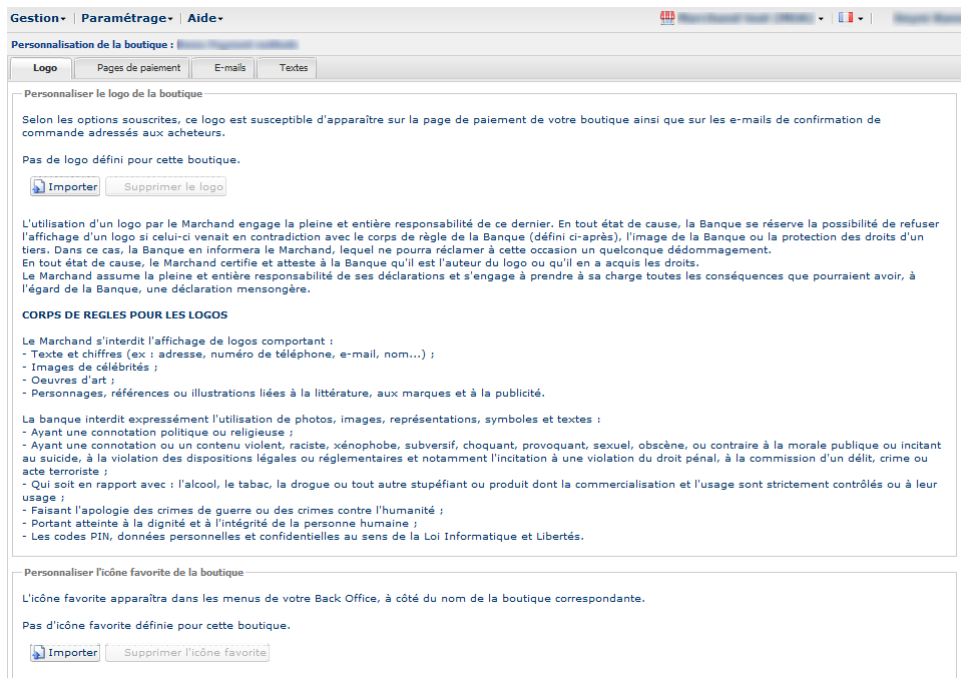 Gestion Paramétrage Aide
Personnalisation de la boutique :
Logo Pages de paiement E-mails Textes
Personnaliser le logo de la boutique
Selon les options souscrites, ce logo est susceptible d'apparaître sur la page de paiement de votre boutique ainsi que sur les e-mails de confirmation de
commande adressés aux acheteurs.
Pas de logo défini pour cette boutique.
Importer Supprimer le logo
L'utilisation d'un logo par le Marchand engage la pleine et entière responsabilité de ce dernier. En tout état de cause, la Banque se réserve la possibilité de refuser
l'affichage d'un logo si celui-ci venait en contradiction avec le corps de règle de la Banque (défini ci-après), l'image de la Banque ou la protection des droits d'un
tiers. Dans ce cas, la Banque en informera le Marchand, lequel ne pourra réclamer à cette occasion un quelconque dédommagement.
En tout état de cause, le Marchand certifie et atteste à la Banque qu'il est l'auteur du logo ou qu'il en a acquis les droits.
Le Marchand assume la pleine et entière responsabilité de ses déclarations et s'engage à prendre à sa charge toutes les conséquences que pourraient avoir, à
l'égard de la Banque, une déclaration mensongère.
CORPS DE REGLES POUR LES LOGOS
Le Marchand s'interdit l'affichage de logos comportant :
- Texte et chiffres (ex : adresse, numéro de téléphone, e-mail, nom...) ;
- Images de célébrités ;
- Oeuvres d'art ;
- Personnages, références ou illustrations liées à la littérature, aux marques et à la publicité.
La banque interdit expressément l'utilisation de photos, images, représentations, symboles et textes :
- Ayant une connotation politique ou religieuse ;
- Ayant une connotation ou un contenu violent, raciste, xénophobe, subversif, choquant, provoquant, sexuel, obscène, ou contraire à la morale publique ou incitant
au suicide, à la violation des dispositions légales ou réglementaires et notamment l'incitation à une violation du droit pénal, à la commission d'un délit, crime ou
acte terroriste ;
- Qui soit en rapport avec : l'alcool, le tabac, la drogue ou tout autre stupéfiant ou produit dont la commercialisation et l'usage sont strictement contrôlés ou à leur
usage ;
- Faisant l'apologie des crimes de guerre ou des crimes contre l'humanité ;
- Portant atteinte à la dignité et à l'intégrité de la personne humaine ;
- Les codes PIN, données personnelles et confidentielles au sens de la Loi Informatique et Libertés.
Personnaliser l'icône favorite de la boutique
L'icône favorite apparaîtra dans les menus de votre Back Office, à côté du nom de la boutique correspondante.
Pas d'icône favorite définie pour cette boutique.
Importer Supprimer l'icône favorite